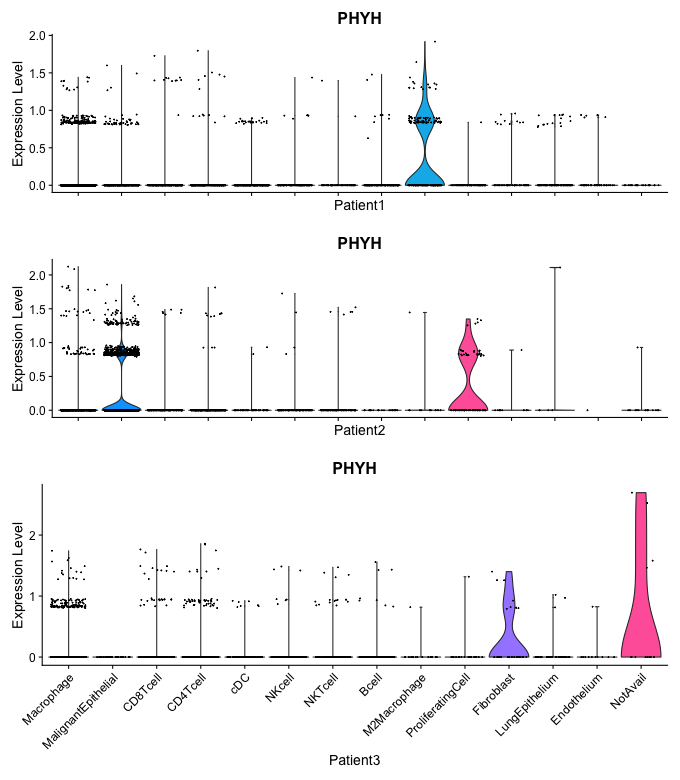 PHYH
Expression Level
2.0
1.5
1.0
0.5
0.0
Patient1
PHYH
Expression Level
2.0
1.5
1.0
0.5
0.0
Patient2
PHYH
Expression Level
2
1
0
Macrophage
MalignantEpithelial
CD8Tcell
CD4Tcell
cDC
NKcell
NKTcell
Bcell
M2Macrophage
ProliferatingCell
Fibroblast
LungEpithelium
Endothelium
NotAvail
Patient3